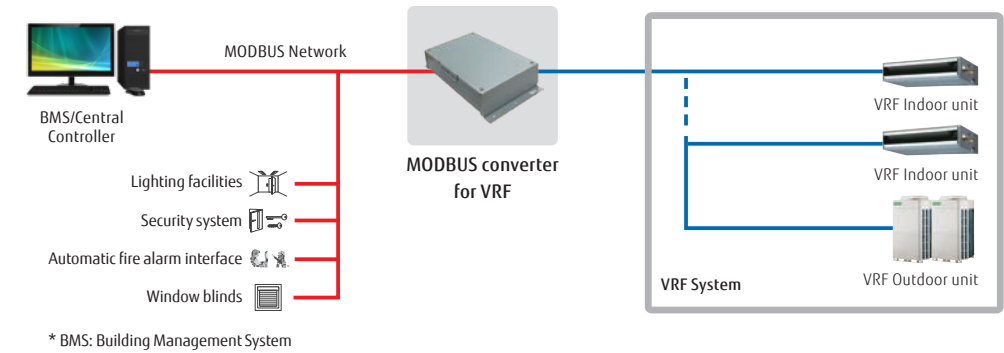 MODBUS Network
BMS/Central
Controller
MODBUS converter
for VRF
VRF Indoor unit
VRF Indoor unit
VRF Outdoor unit
VRF System
Lighting facilities
Security system
Automatic fire alarm interface
Window blinds
* BMS: Building Management System